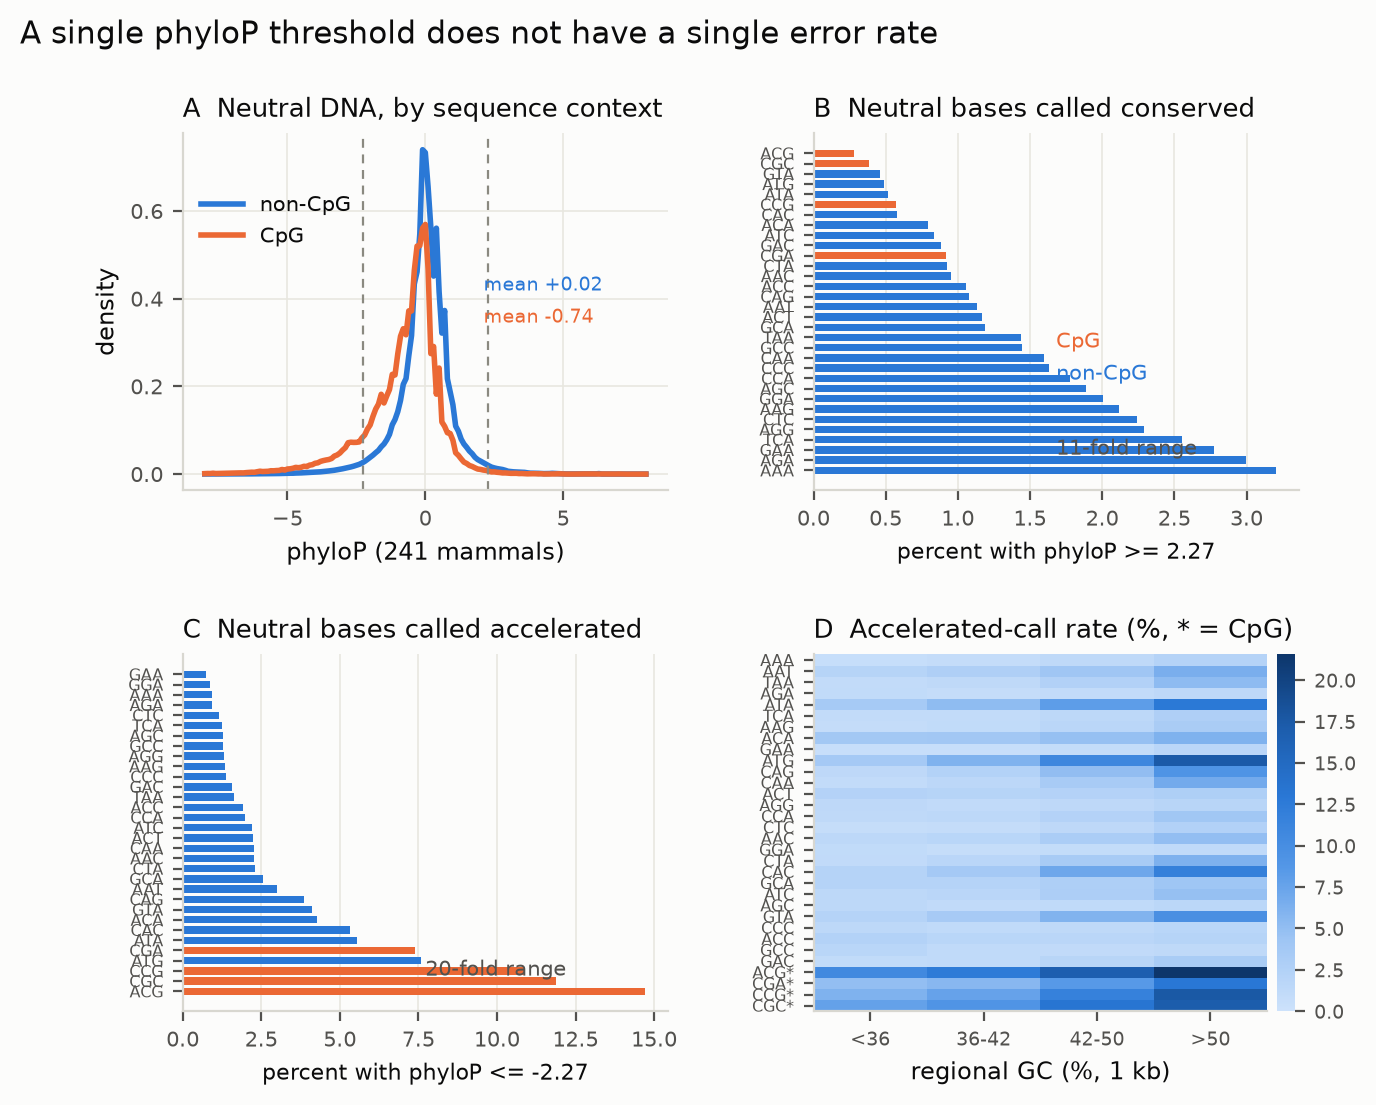 A single phyloP threshold does not have a single error rate
A Neutral DNA, by sequence context
non-CpG
CpG
mean +0.02
mean -0.74
density
0.6
0.4
0.2
0.0
−5
0
5
phyloP (241 mammals)
B Neutral bases called conserved
ACG
CGC
GTA
ATG
ATA
CCG
CAC
ACA
ATC
GAC
CGA
CTA
AAC
ACC
CAG
AAT
ACT
GCA
TAA
GCC
CAA
CCC
CCA
AGC
GGA
AAG
CTC
AGG
TCA
GAA
AGA
AAA
CpG
non-CpG
11-fold range
0.0
0.5
1.0
1.5
2.0
2.5
3.0
percent with phyloP >= 2.27
C Neutral bases called accelerated
GAA
GGA
AAA
AGA
CTC
TCA
AGC
GCC
AGG
AAG
CCC
GAC
TAA
ACC
CCA
ATC
ACT
CAA
AAC
CTA
GCA
AAT
CAG
GTA
ACA
CAC
ATA
CGA
ATG
CCG
CGC
ACG
20-fold range
0.0
2.5
5.0
7.5
10.0
12.5
15.0
percent with phyloP <= -2.27
D Accelerated-call rate (%, * = CpG)
AAA
AAT
TAA
AGA
ATA
TCA
AAG
ACA
GAA
ATG
CAG
CAA
ACT
AGG
CCA
CTC
AAC
GGA
CTA
CAC
GCA
ATC
AGC
GTA
CCC
ACC
GCC
GAC
ACG*
CGA*
CCG*
CGC*
<36
36-42
42-50
>50
regional GC (%, 1 kb)
20.0
17.5
15.0
12.5
10.0
7.5
5.0
2.5
0.0